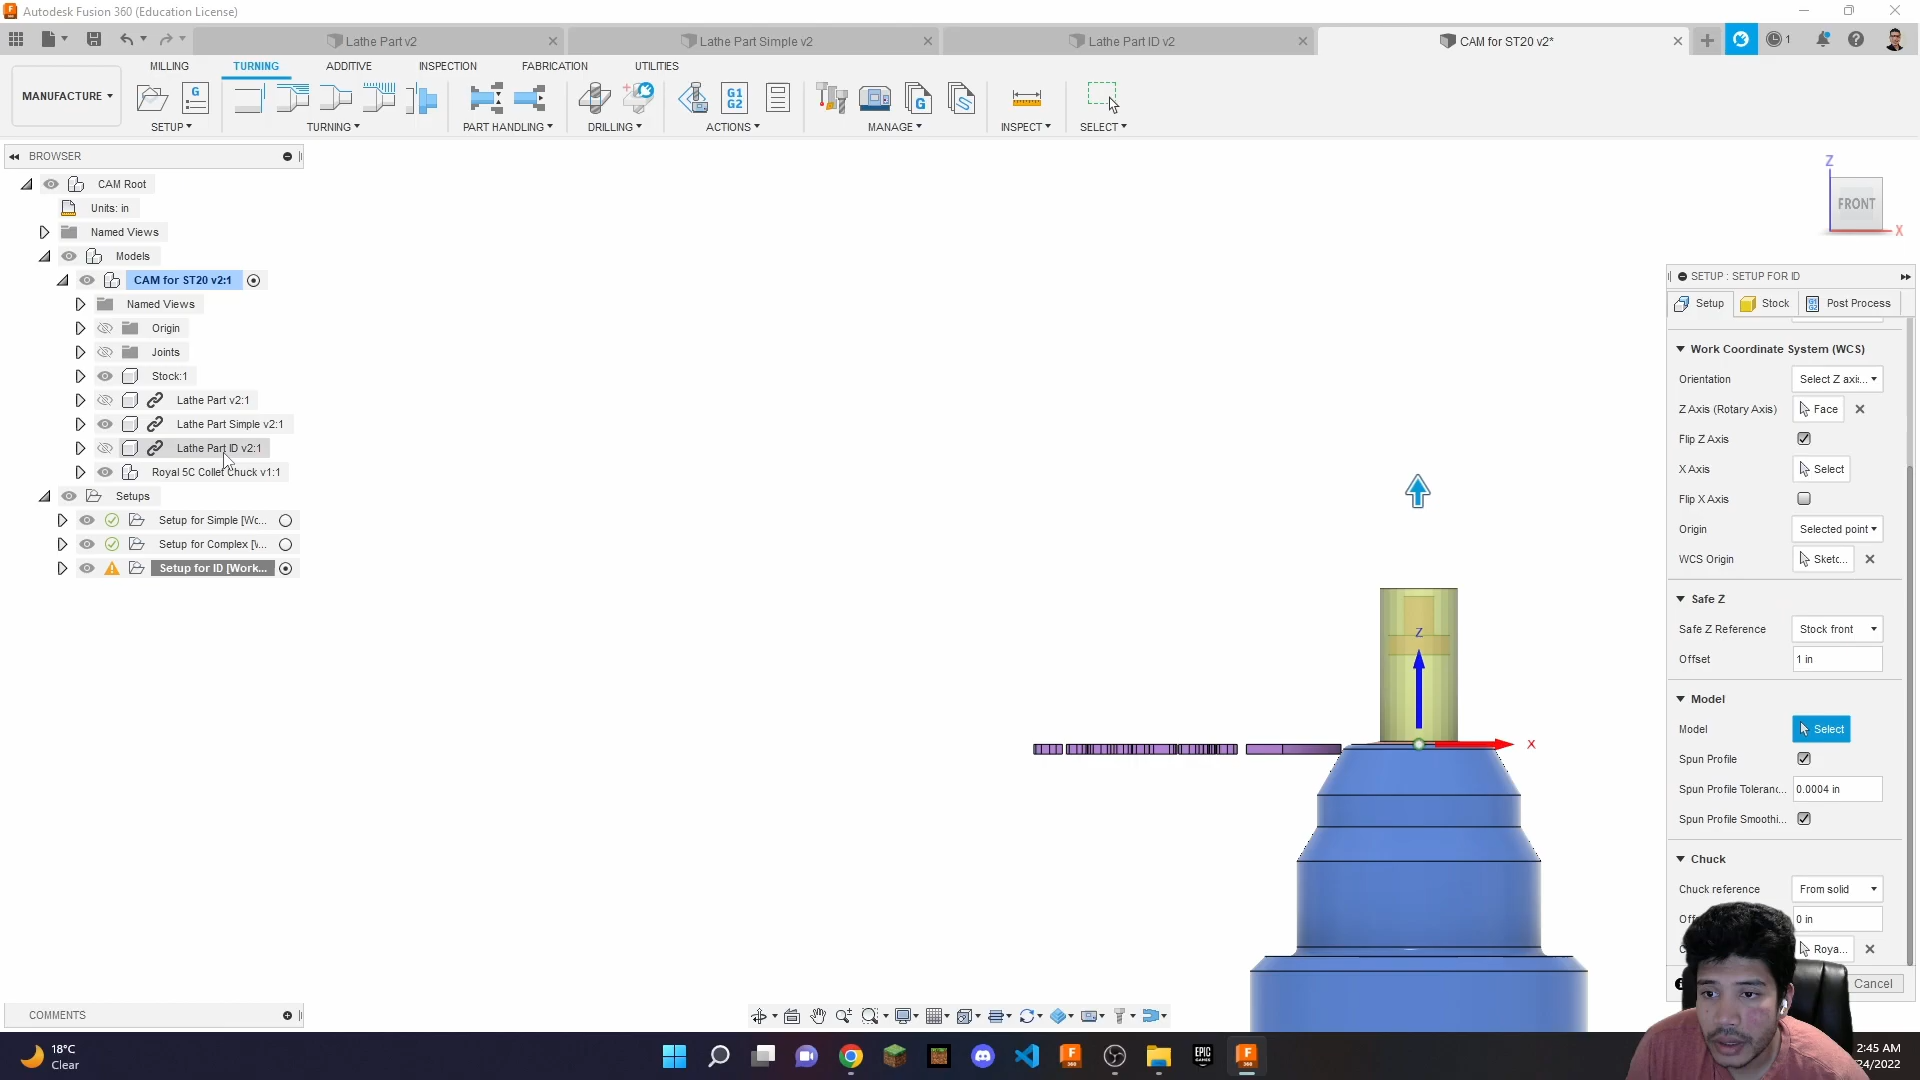 Autodesk Fusion 360 (Education License)
Lathe Part v2
Lathe Part Simple v2
Lathe Part ID v2
CAM for ST20 v2*
1
MILLING
TURNING
ADDITIVE
INSPECTION
FABRICATION
UTILITIES
MANUFACTURE
SETUP
TURNING
PART HANDLING
DRILLING
ACTIONS
MANAGE
INSPECT
SELECT
G
G1
G2
G
BROWSER
CAM Root
Units: in
Named Views
Models
CAM for ST20 v2:1
Named Views
Origin
Joints
Stock:1
Lathe Part v2:1
Lathe Part Simple v2:1
Lathe Part ID v2:1
Royal 5C Collet Chuck v1:1
Setups
Setup for Simple [Wo...
Setup for Complex [W...
Setup for ID [Work...
Z
FRONT
X
Z
X
SETUP : SETUP FOR ID
Setup
Stock
Post Process
Work Coordinate System (WCS)
Orientation
Select Z axi...
Z Axis (Rotary Axis)
Face
Flip Z Axis
X Axis
Select
Flip X Axis
Origin
Selected point
WCS Origin
Sketc...
Safe Z
Safe Z Reference
Stock front
Offset
1 in
Model
Model
Select
Spun Profile
Spun Profile Toleranc...
0.0004 in
Spun Profile Smoothi...
Chuck
Chuck reference
From solid
0 in
Roya...
Cancel
COMMENTS
18°C
Clear
EPIC
GAMES
2:45 AM
24/2022